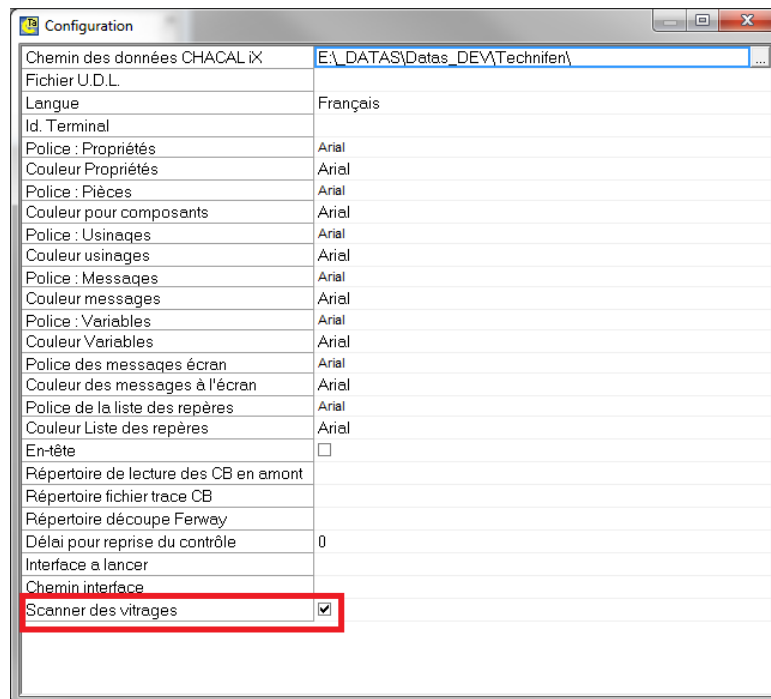 Configuration
Chemin des données CHACAL iX E:\_DATAS\Datas_DEV\Technifen\ ...
Fichier U.D.L.
Langue Français
Id. Terminal
Police : Propriétés Arial
Couleur Propriétés Arial
Police : Pièces Arial
Couleur pour composants Arial
Police : Usinages Arial
Couleur usinages Arial
Police : Messages Arial
Couleur messages Arial
Police : Variables Arial
Couleur Variables Arial
Police des messages écran Arial
Couleur des messages à l'écran Arial
Police de la liste des repères Arial
Couleur Liste des repères Arial
En-tête
Répertoire de lecture des CB en amont
Répertoire fichier trace CB
Répertoire découpe Ferway
Délai pour reprise du contrôle 0
Interface a lancer
Chemin interface
Scanner des vitrages